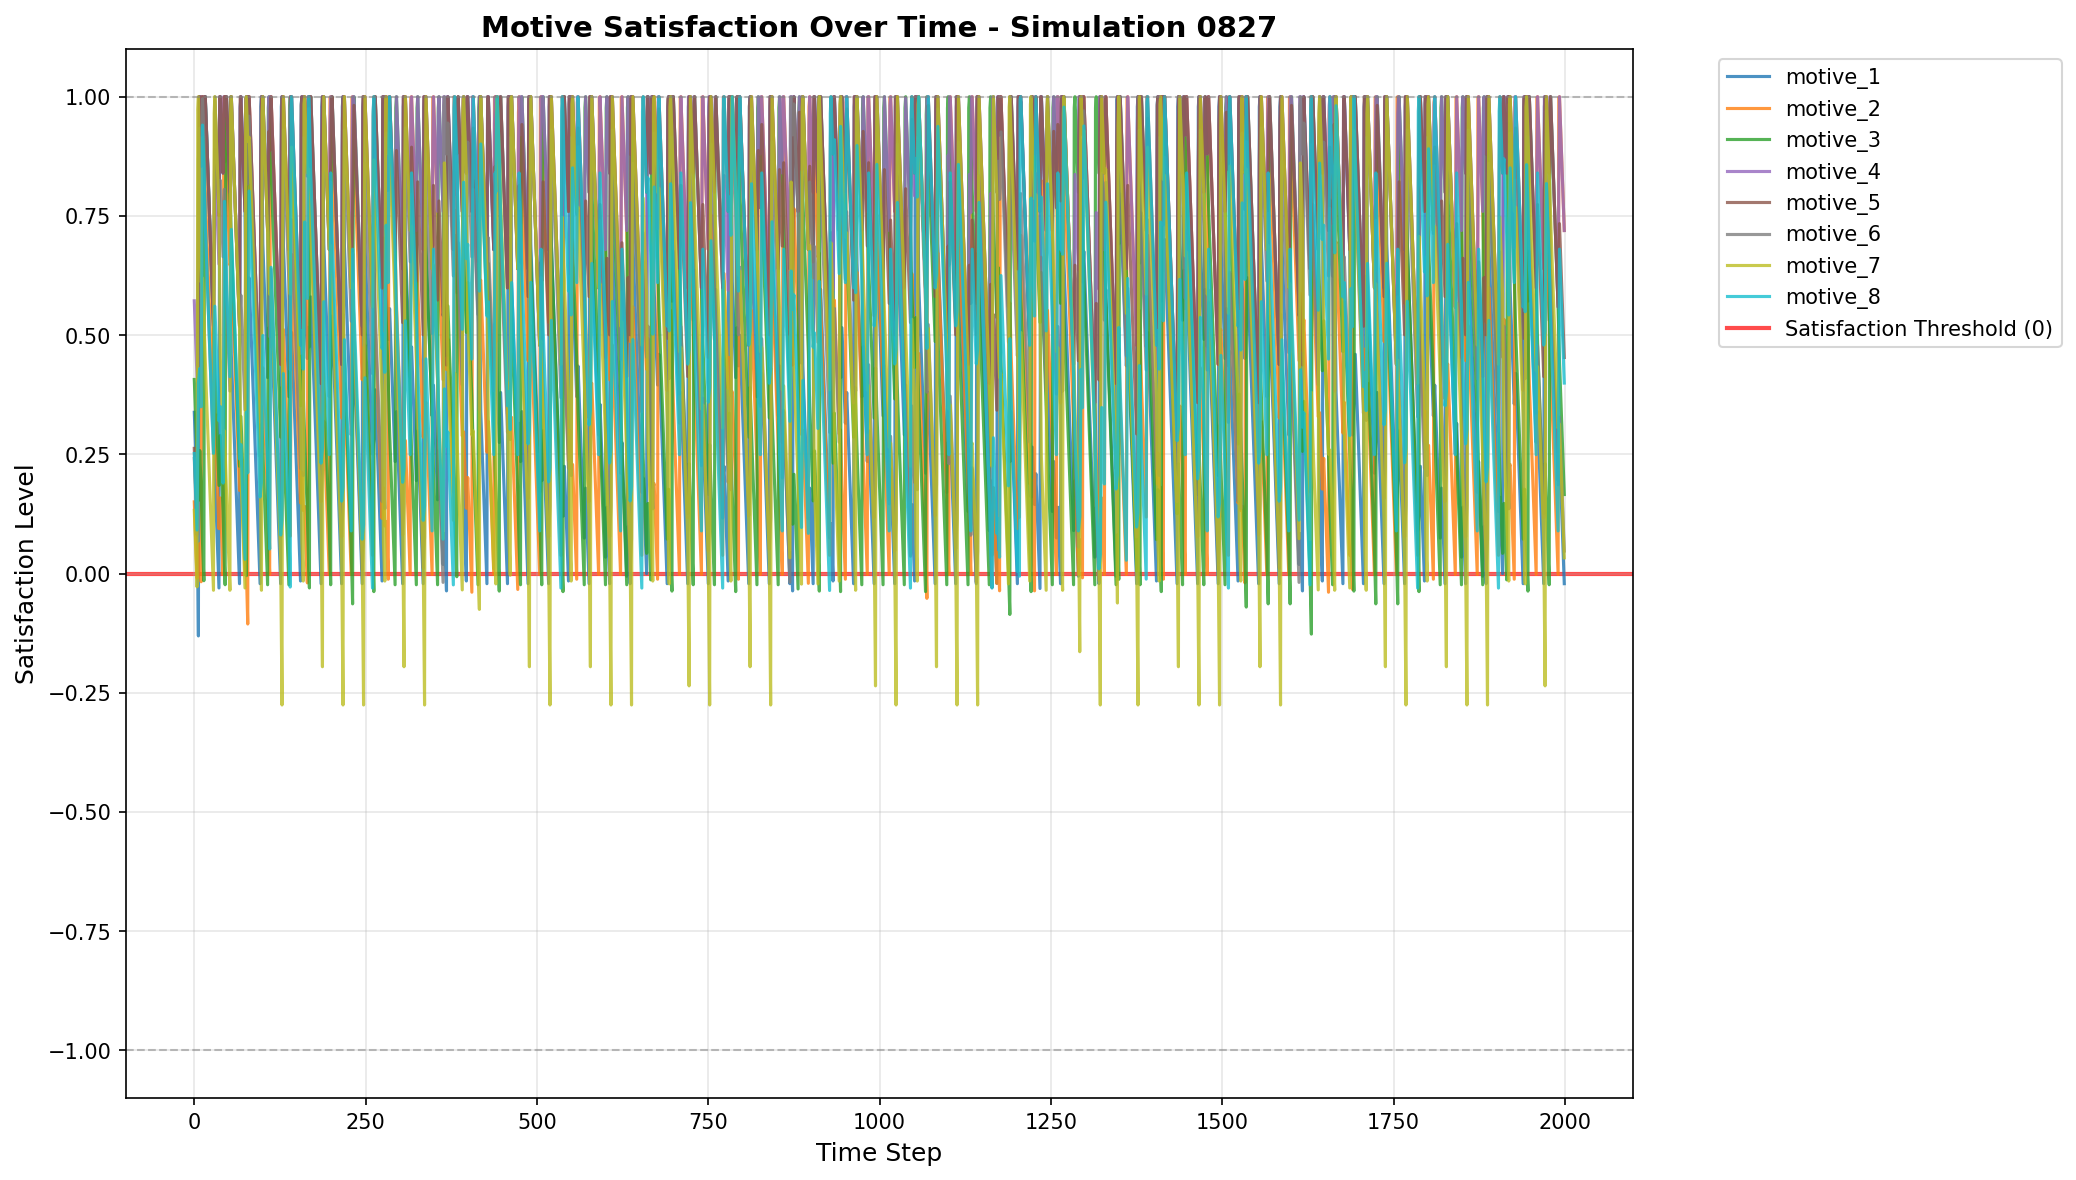 Motive Satisfaction Over Time - Simulation 0827
Satisfaction Level
1.00
0.75
0.50
0.25
0.00
−0.25
−0.50
−0.75
−1.00
0
250
500
750
1000
1250
1500
1750
2000
Time Step
motive_1
motive_2
motive_3
motive_4
motive_5
motive_6
motive_7
motive_8
Satisfaction Threshold (0)